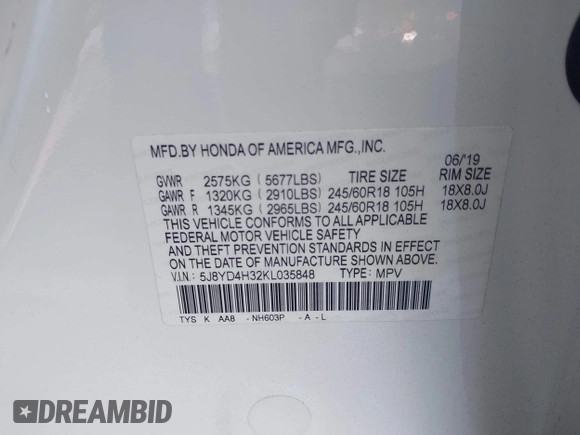 MFD.BY HONDA OF AMERICA MFG.,INC. 06/'19
GVWR 2575KG (5677LBS) TIRE SIZE RIM SIZE
GAWR F 1320KG (2910LBS) 245/60R18 105H 18X8.0J
GAWR R 1345KG (2965LBS) 245/60R18 105H 18X8.0J
THIS VEHICLE CONFORMS TO ALL APPLICABLE
FEDERAL MOTOR VEHICLE SAFETY
AND THEFT PREVENTION STANDARDS IN EFFECT
ON THE DATE OF MANUFACTURE SHOWN ABOVE.
V.I.N: 5J8YD4H32KL035848 TYPE: MPV
TYS K AA8 - NH603P - A - L
DREAMBID